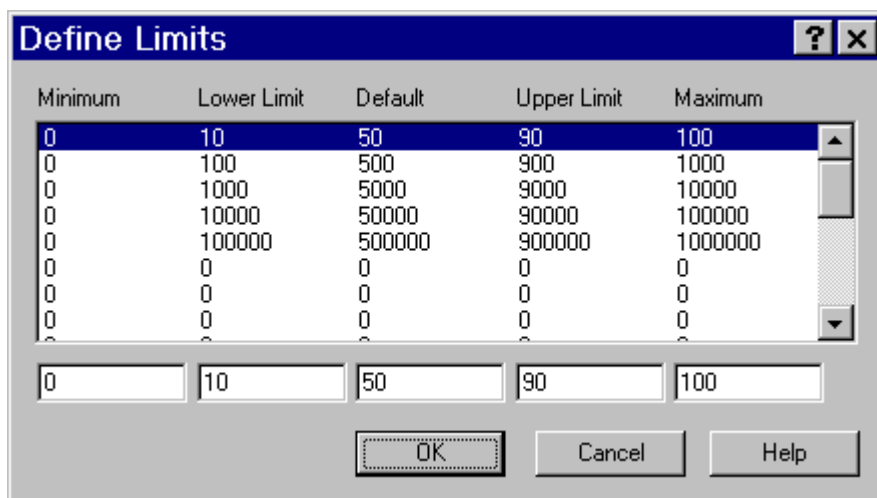 Define Limits
Minimum Lower Limit Default Upper Limit Maximum
0 10 50 90 100
0 100 500 900 1000
0 1000 5000 9000 10000
0 10000 50000 90000 100000
0 100000 500000 900000 1000000
0 0 0 0 0
0 0 0 0 0
0 0 0 0 0
0 10 50 90 100
OK Cancel Help